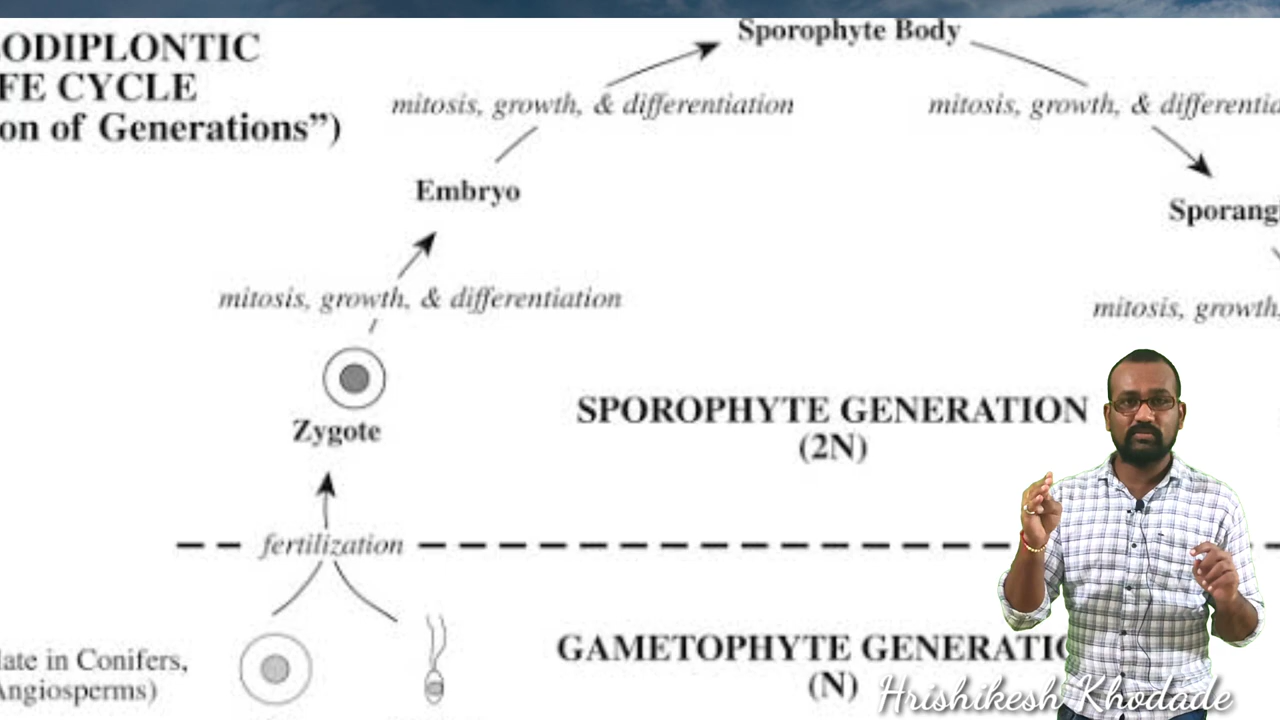 ODIPLONTIC
FE CYCLE
on of Generations”)
Sporophyte Body
mitosis, growth, & differentiation
mitosis, growth, & differentia
Embryo
Sporangi
mitosis, growth, & differentiation
mitosis, growth,
Zygote
SPOROPHYTE GENERATION
(2N)
fertilization
GAMETOPHYTE GENERATIO
(N)
late in Conifers,
Angiosperms)
Hrishikesh Khodade